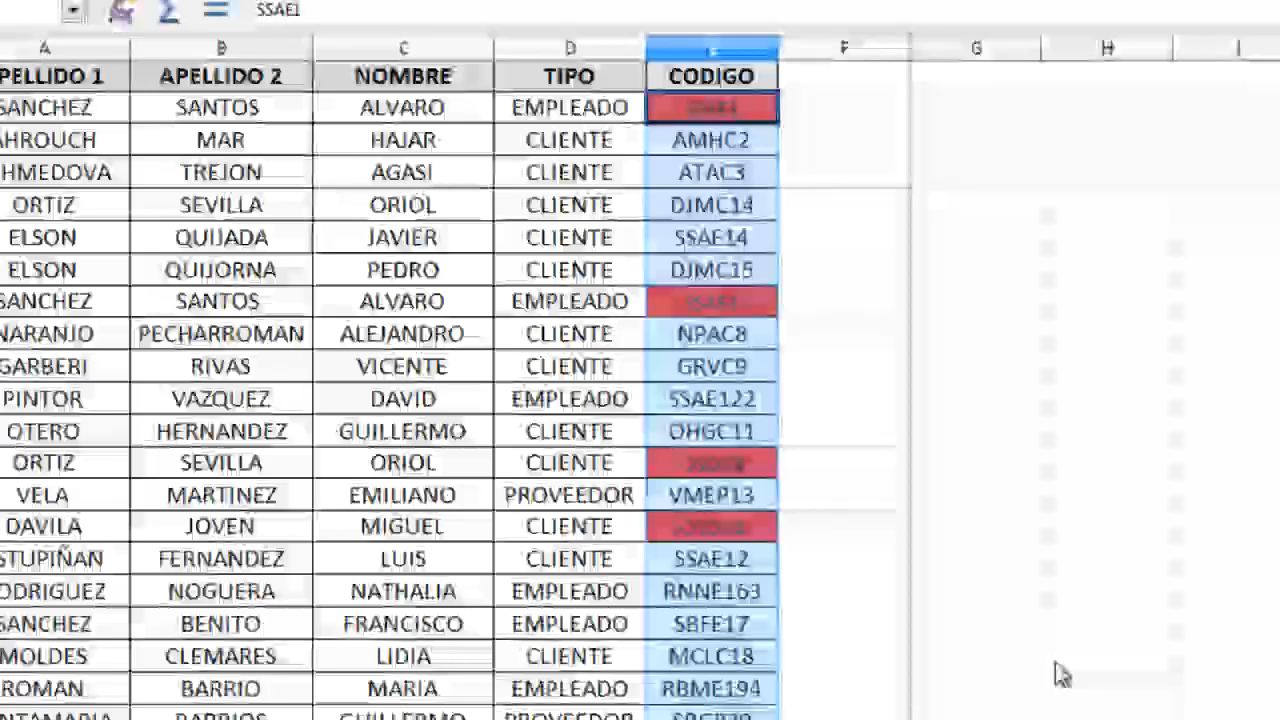 SSAE1
A B C D E F G H I
PELLIDO 1 APELLIDO 2 NOMBRE TIPO CODIGO
SANCHEZ SANTOS ALVARO EMPLEADO
AHROUCH MAR HAJAR CLIENTE AMHC2
HMEDOVA TREJON AGASI CLIENTE ATAC3
ORTIZ SEVILLA ORIOL CLIENTE DJMC14
ELSON QUIJADA JAVIER CLIENTE SSAE14
ELSON QUIJORNA PEDRO CLIENTE DJMC15
SANCHEZ SANTOS ALVARO EMPLEADO
NARANJO PECHARROMAN ALEJANDRO CLIENTE NPAC8
GARBERI RIVAS VICENTE CLIENTE GRVC9
PINTOR VAZQUEZ DAVID EMPLEADO SSAE122
OTERO HERNANDEZ GUILLERMO CLIENTE OHGC11
ORTIZ SEVILLA ORIOL CLIENTE
VELA MARTINEZ EMILIANO PROVEEDOR VMEP13
DAVILA JOVEN MIGUEL CLIENTE
STUPIÑAN FERNANDEZ LUIS CLIENTE SSAE12
ODRIGUEZ NOGUERA NATHALIA EMPLEADO RNNE163
SANCHEZ BENITO FRANCISCO EMPLEADO SBFE17
MOLDES CLEMARES LIDIA CLIENTE MCLC18
ROMAN BARRIO MARIA EMPLEADO RBME194
NTAMARIA BARRIOS GUILLERMO PROVEEDOR